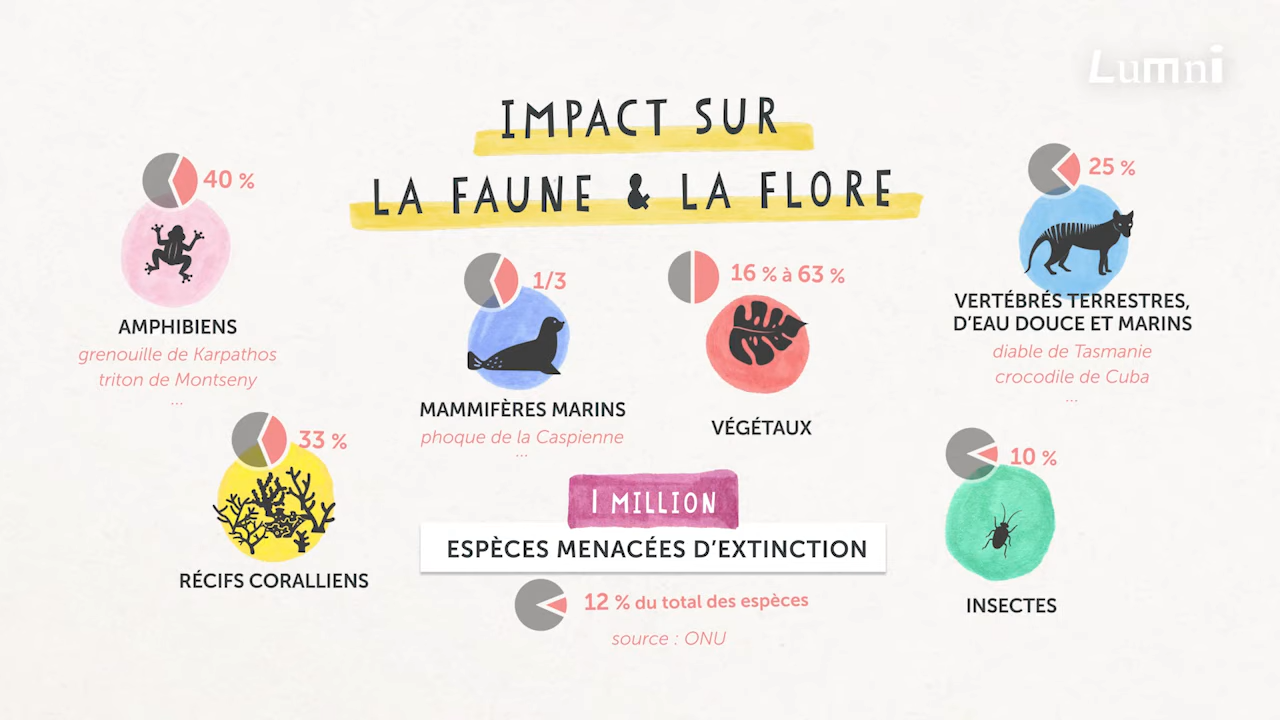 Lumni
IMPACT SUR
LA FAUNE & LA FLORE
40 %
AMPHIBIENS
grenouille de Karpathos
triton de Montseny
...
1/3
MAMMIFÈRES MARINS
phoque de la Caspienne
...
16 % à 63 %
VÉGÉTAUX
25 %
VERTÉBRÉS TERRESTRES,
D'EAU DOUCE ET MARINS
diable de Tasmanie
crocodile de Cuba
...
33 %
RÉCIFS CORALLIENS
1 MILLION
ESPÈCES MENACÉES D'EXTINCTION
12 % du total des espèces
source : ONU
10 %
INSECTES